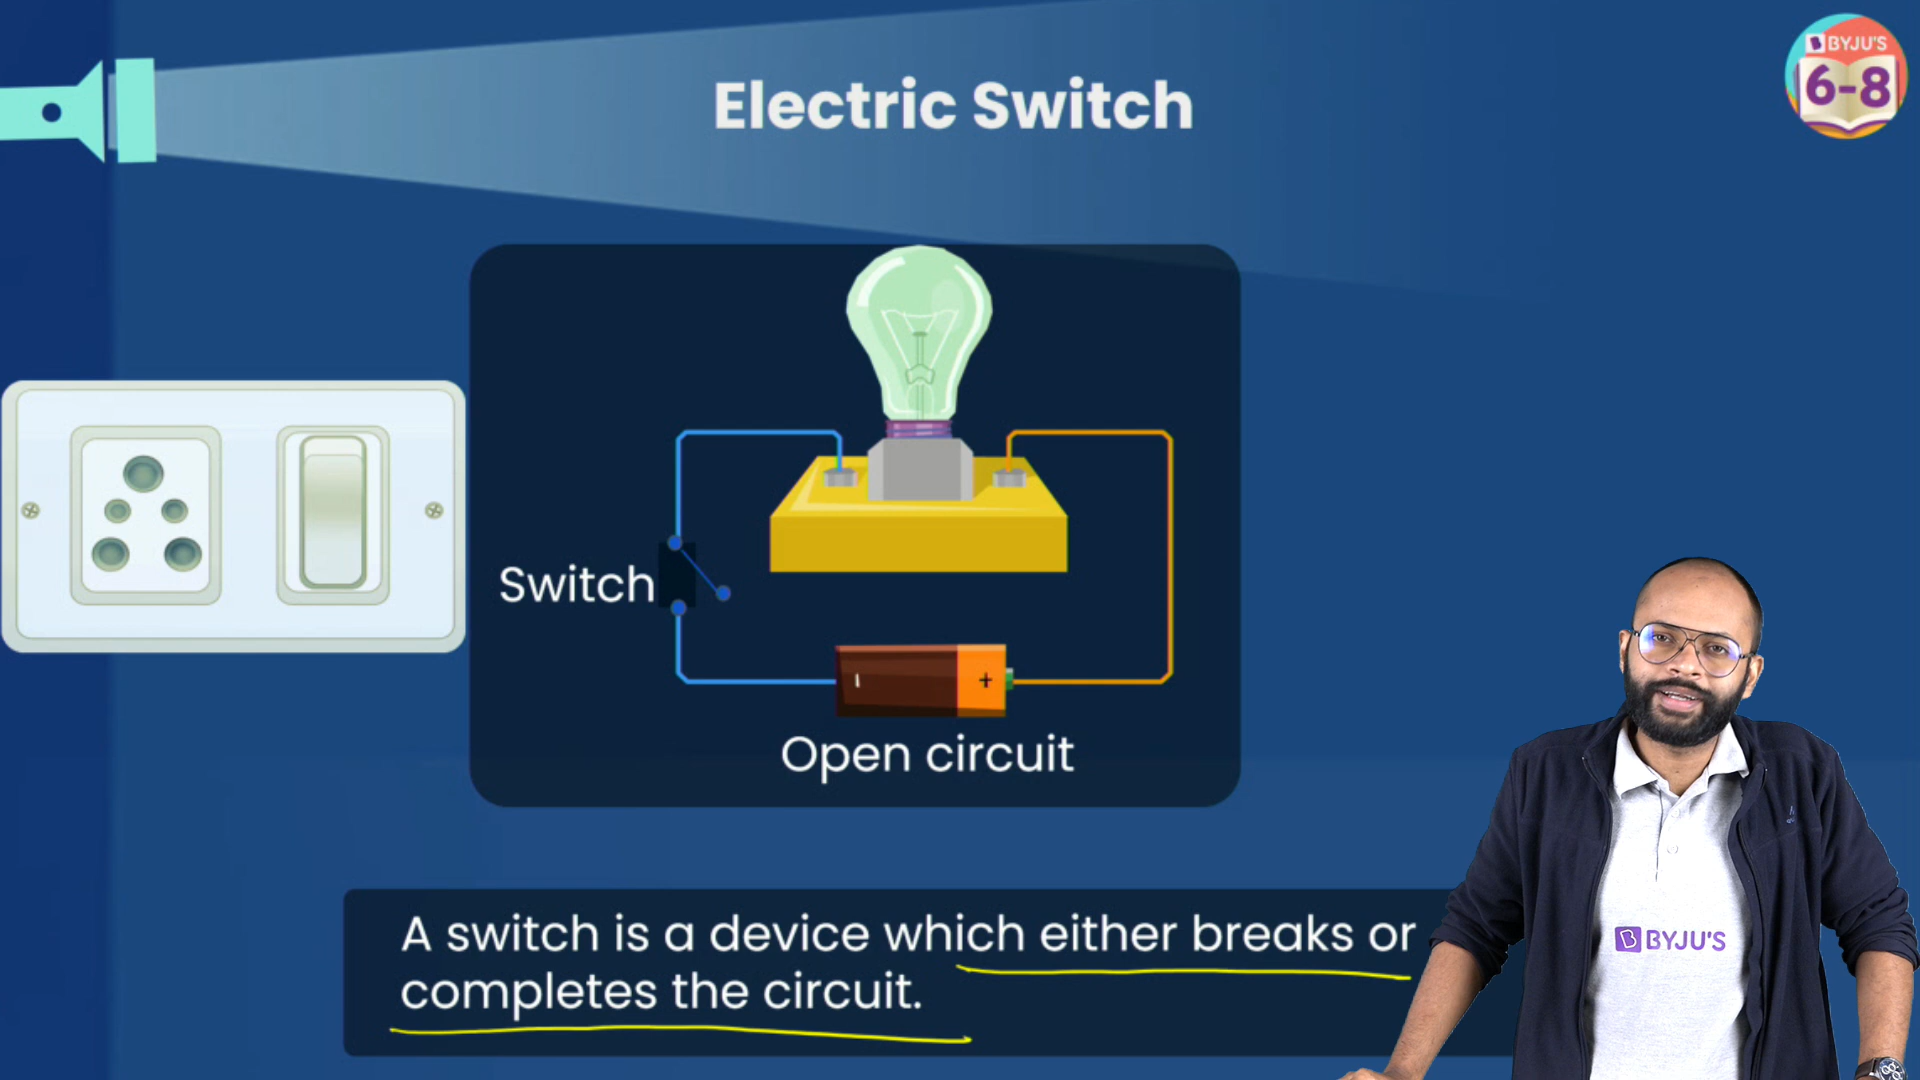 Electric Switch
BYJU'S
6-8
Switch
+
Open circuit
A switch is a device which either breaks or
completes the circuit.
BYJU'S